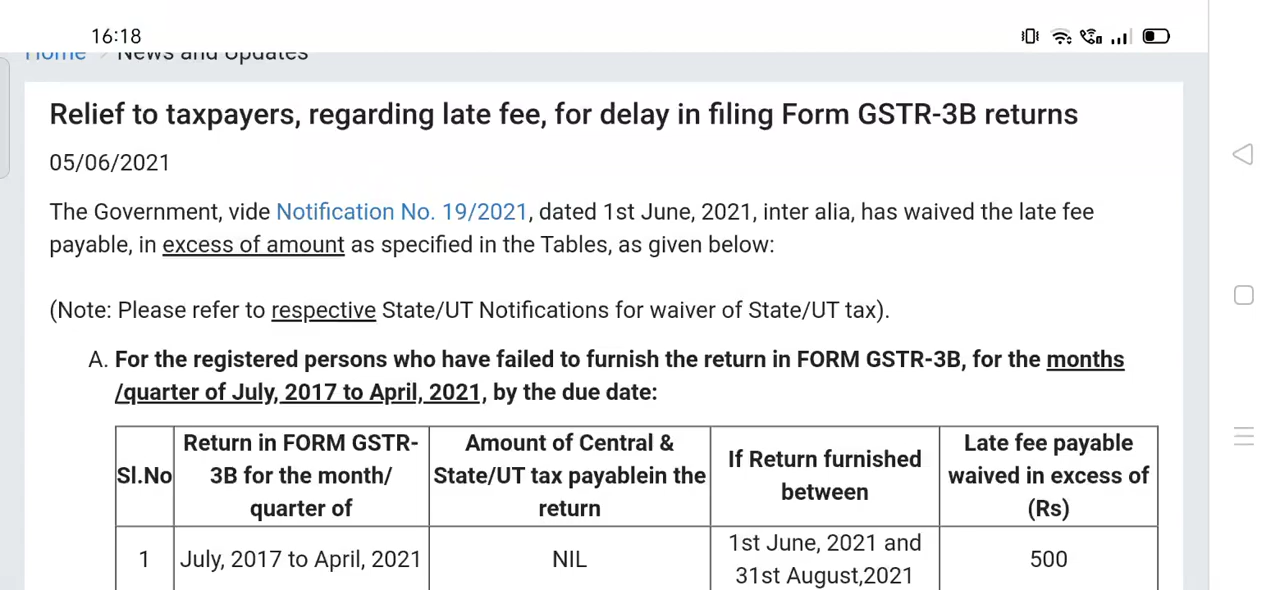 16:18
Home > News and Updates
Relief to taxpayers, regarding late fee, for delay in filing Form GSTR-3B returns
05/06/2021
The Government, vide Notification No. 19/2021, dated 1st June, 2021, inter alia, has waived the late fee
payable, in excess of amount as specified in the Tables, as given below:
(Note: Please refer to respective State/UT Notifications for waiver of State/UT tax).
A. For the registered persons who have failed to furnish the return in FORM GSTR-3B, for the months
/quarter of July, 2017 to April, 2021, by the due date:
Sl.No
Return in FORM GSTR-
3B for the month/
quarter of
Amount of Central &
State/UT tax payablein the
return
If Return furnished
between
Late fee payable
waived in excess of
(Rs)
1
July, 2017 to April, 2021
NIL
1st June, 2021 and
31st August,2021
500